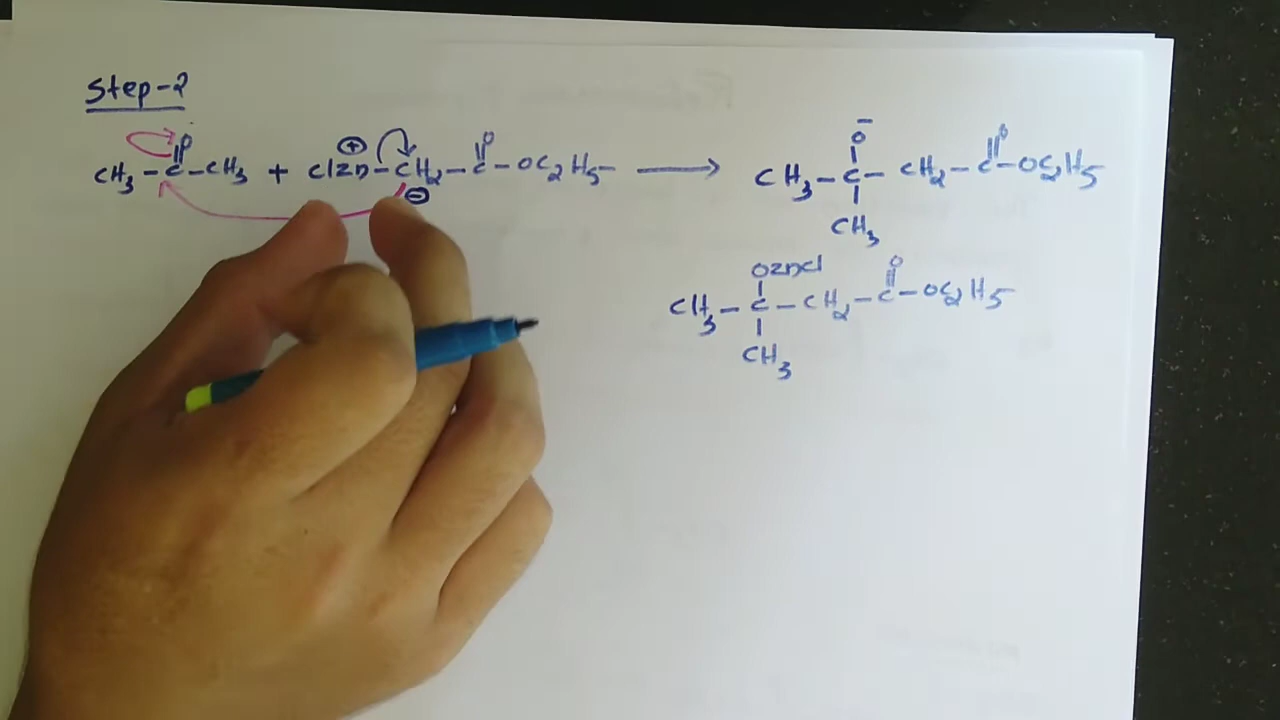 Step-2
O ⊕ O O⁻ O
CH₃-C-CH₃ + ClZn-CH₂-C-OC₂H₅ ⟶ CH₃-C-CH₂-C-OC₂H₅
⊖ CH₃
OZnCl O
CH₃-C-CH₂-C-OC₂H₅
CH₃